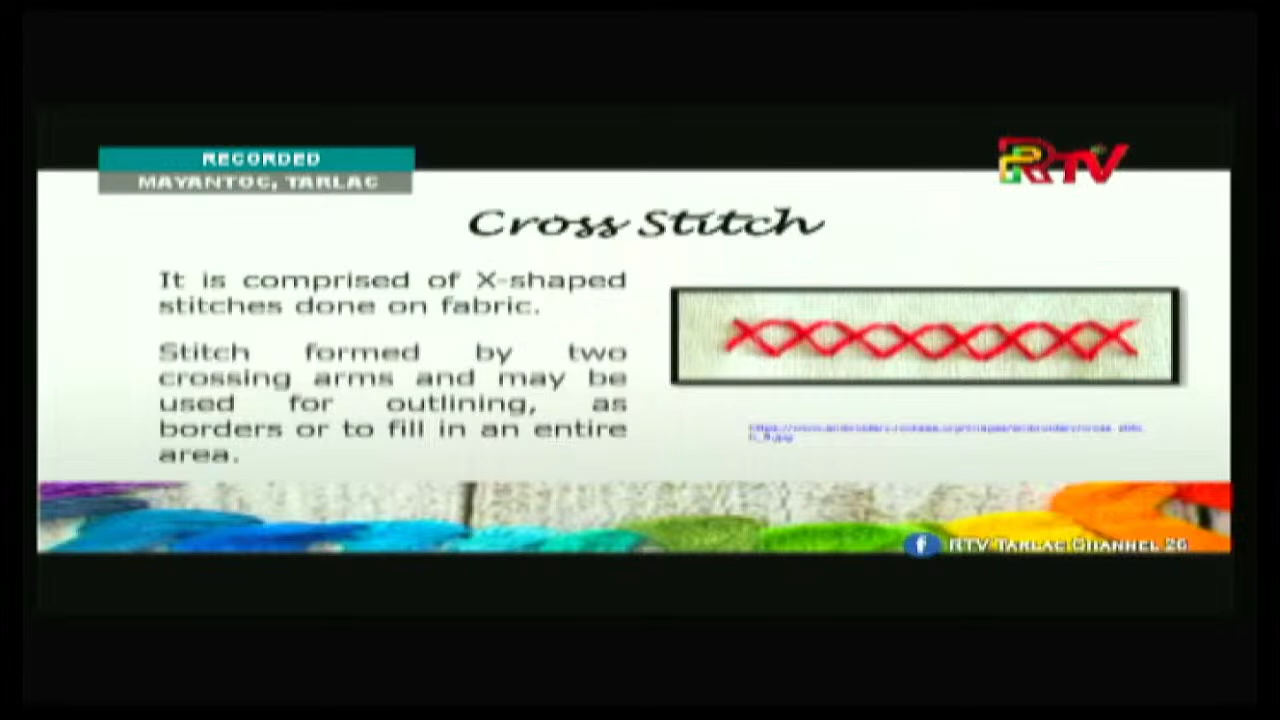 RECORDED
MAYANTOC, TARLAC
RTV
Cross Stitch
It is comprised of X-shaped
stitches done on fabric.
Stitch formed by two
crossing arms and may be
used for outlining, as
borders or to fill in an entire
area.
RTV TARLAC CHANNEL 26